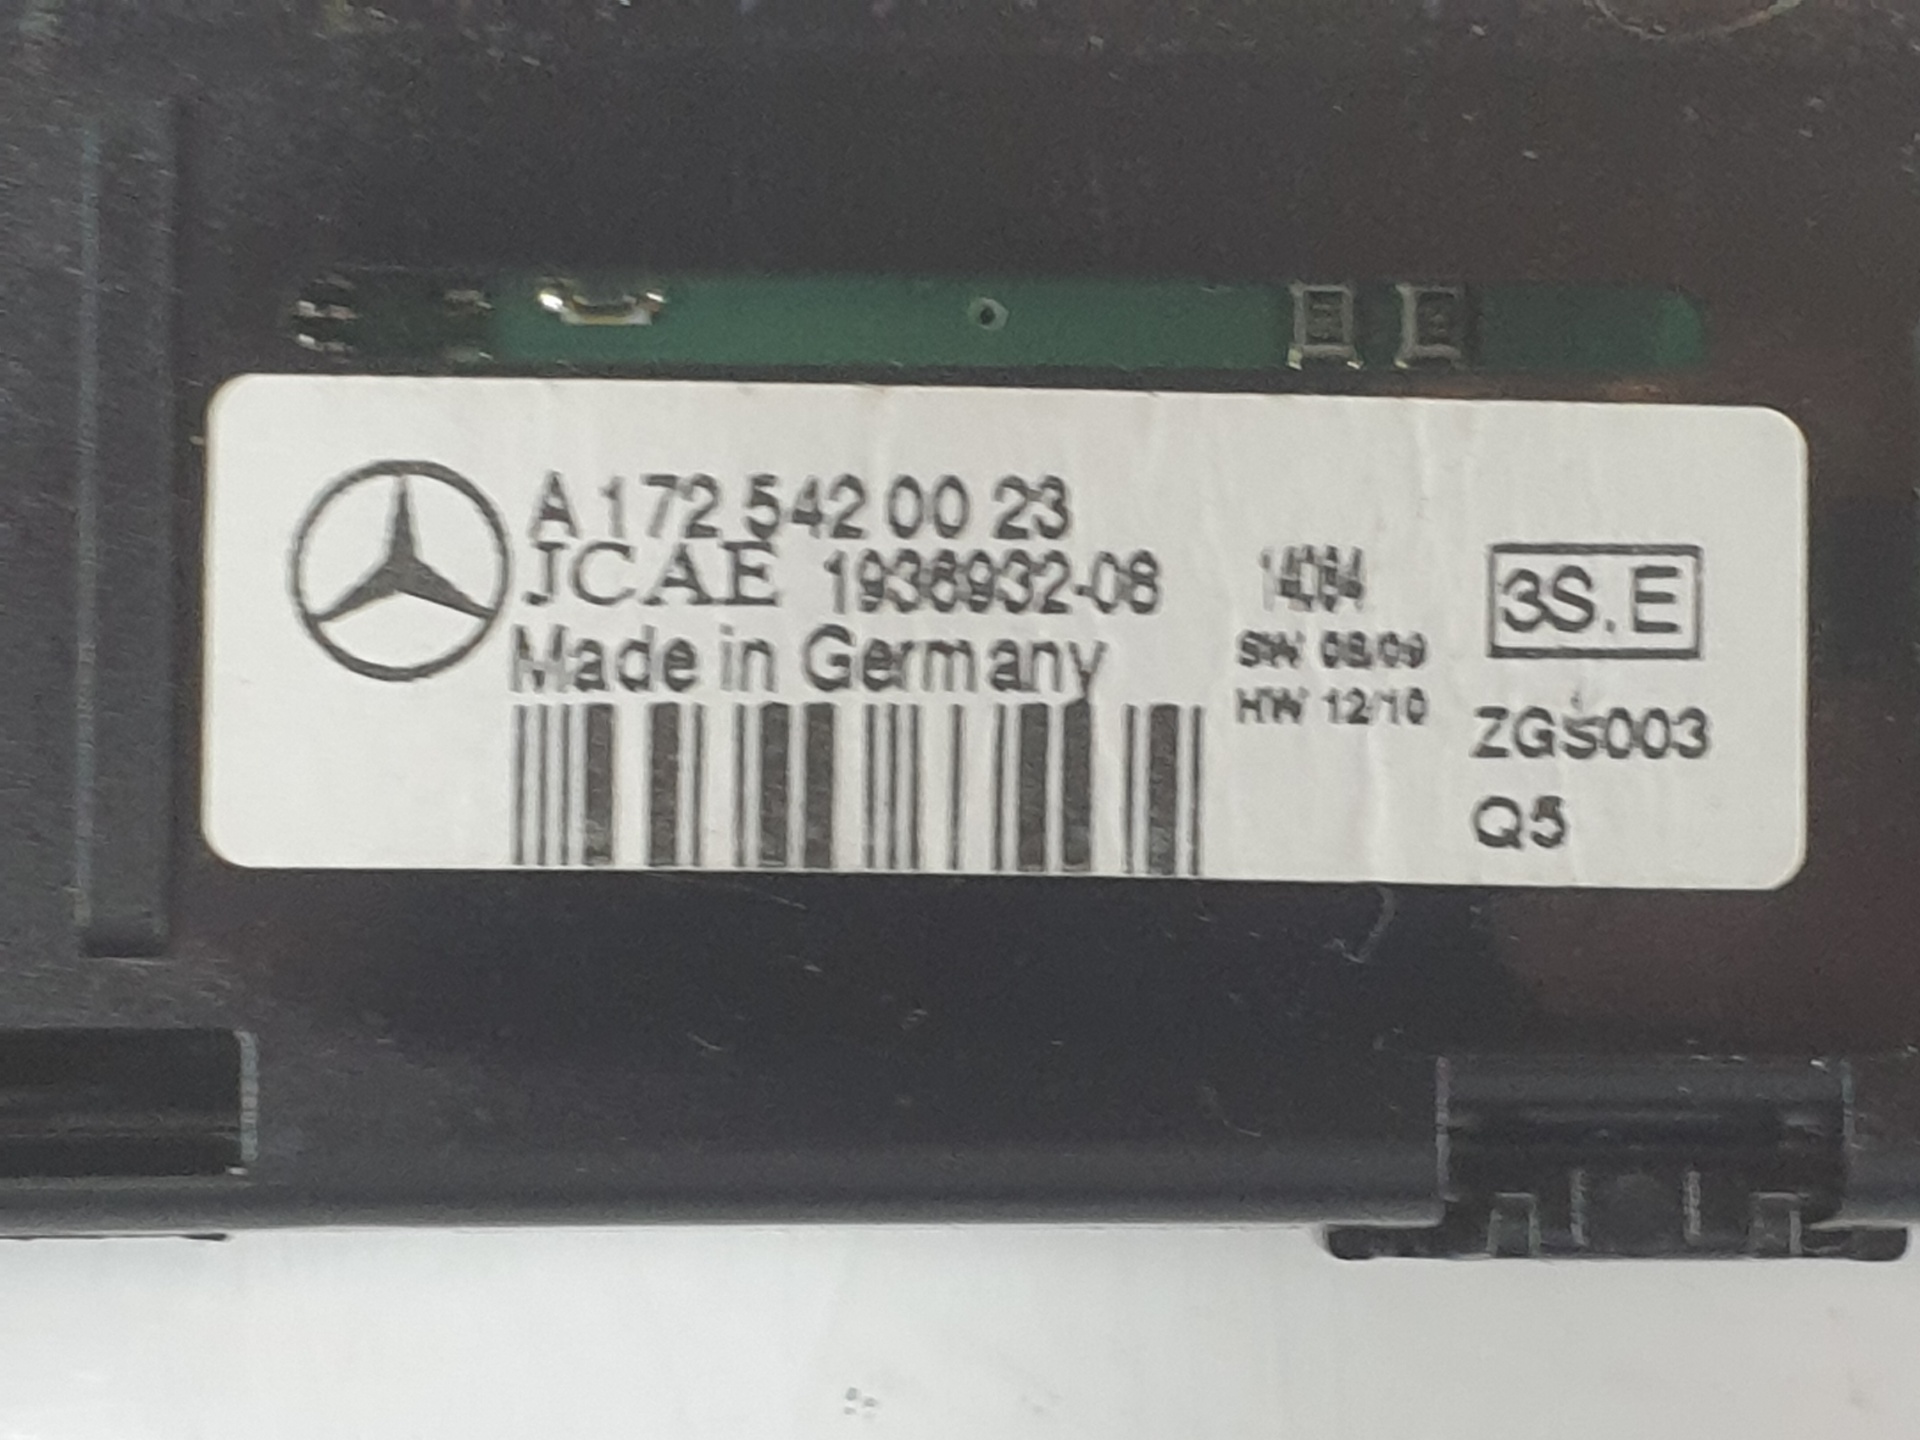 A 172 542 00 23
JCAE 1936932-08
Made in Germany
14064
SW 08/09
HW 12/10
3S.E
ZGS003
Q5